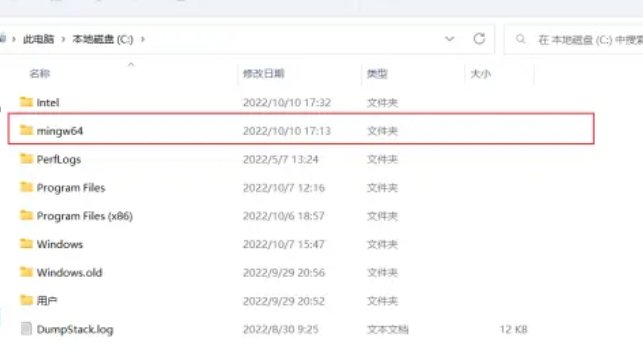 此电脑 > 本地磁盘 (C:) >
在 本地磁盘 (C:) 中搜索
名称 修改日期 类型 大小
Intel 2022/10/10 17:32 文件夹
mingw64 2022/10/10 17:13 文件夹
PerfLogs 2022/5/7 13:24 文件夹
Program Files 2022/10/7 12:16 文件夹
Program Files (x86) 2022/10/6 18:57 文件夹
Windows 2022/10/7 15:47 文件夹
Windows.old 2022/9/29 20:56 文件夹
用户 2022/9/29 20:52 文件夹
DumpStack.log 2022/8/30 9:25 文本文档 12 KB